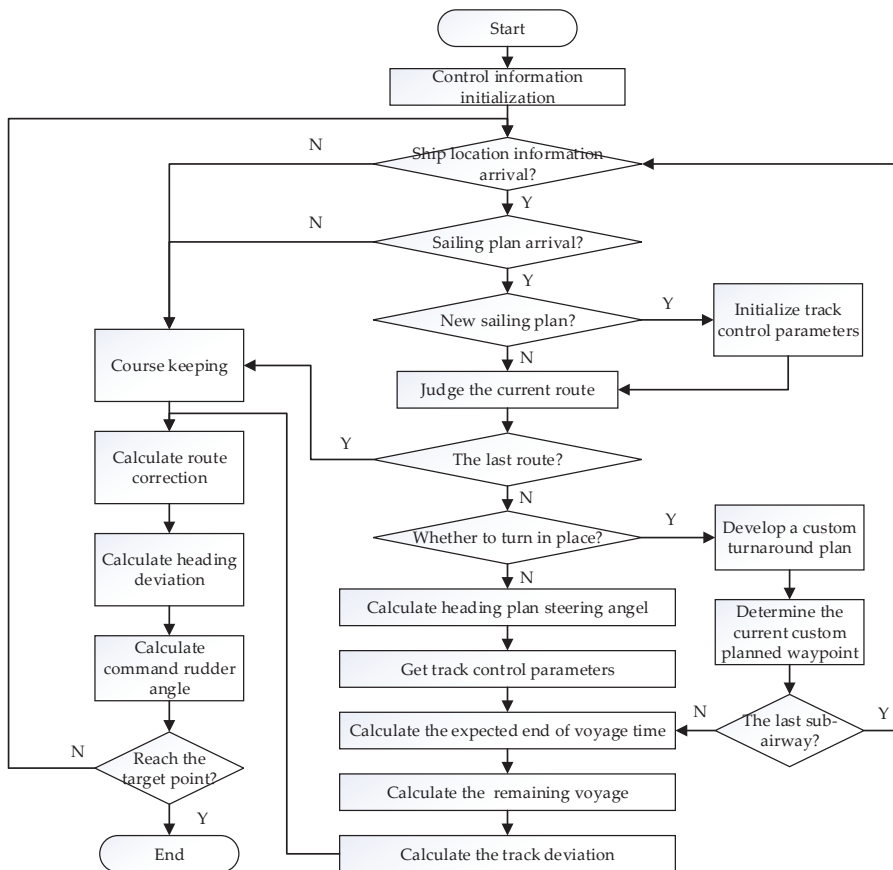 Start
Control information
initialization
N
Ship location information
arrival?
Y
N
Sailing plan arrival?
Y
New sailing plan?
Y
Initialize track
control parameters
N
Course keeping
Judge the current route
Y
The last route?
N
Calculate route
correction
Whether to turn in place?
Y
Develop a custom
turnaround plan
N
Calculate heading
deviation
Calculate heading plan steering angel
Determine the
current custom
planned waypoint
Calculate
command rudder
angle
Get track control parameters
Calculate the expected end of voyage time
N
The last sub-
airway?
Y
N
Reach the
target point?
Y
Calculate the remaining voyage
End
Calculate the track deviation